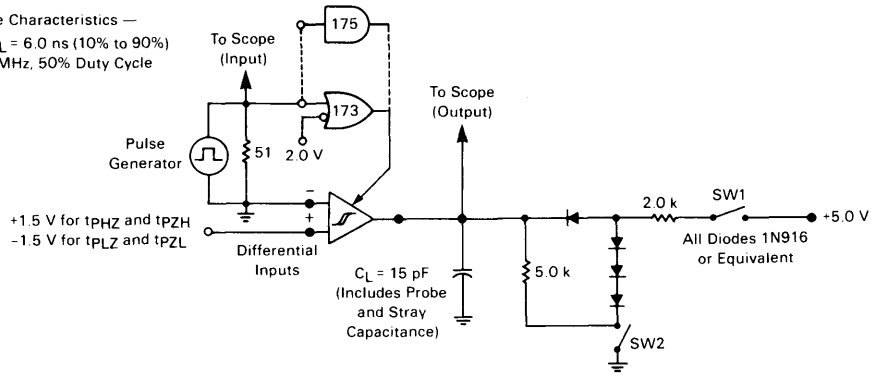 e Characteristics —
L = 6.0 ns (10% to 90%)
MHz, 50% Duty Cycle
To Scope
(Input)
175
173
Pulse
Generator
51
2.0 V
To Scope
(Output)
+1.5 V for tPHZ and tPZH
−1.5 V for tPLZ and tPZL
−
+
Differential
Inputs
CL = 15 pF
(Includes Probe
and Stray
Capacitance)
5.0 k
2.0 k
SW1
+5.0 V
All Diodes 1N916
or Equivalent
SW2